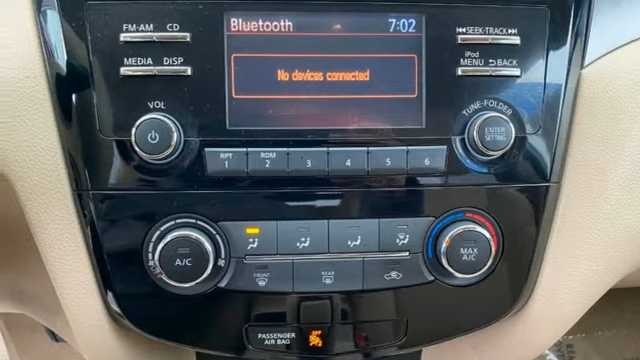 Bluetooth 7:02
No devices connected
FM·AM CD
MEDIA DISP
VOL
SEEK·TRACK
iPod
MENU BACK
TUNE·FOLDER
ENTER
SETTING
RPT
1
RDM
2
3 4 5 6
A/C
MAX
A/C
FRONT
REAR
PASSENGER
AIR BAG
OFF